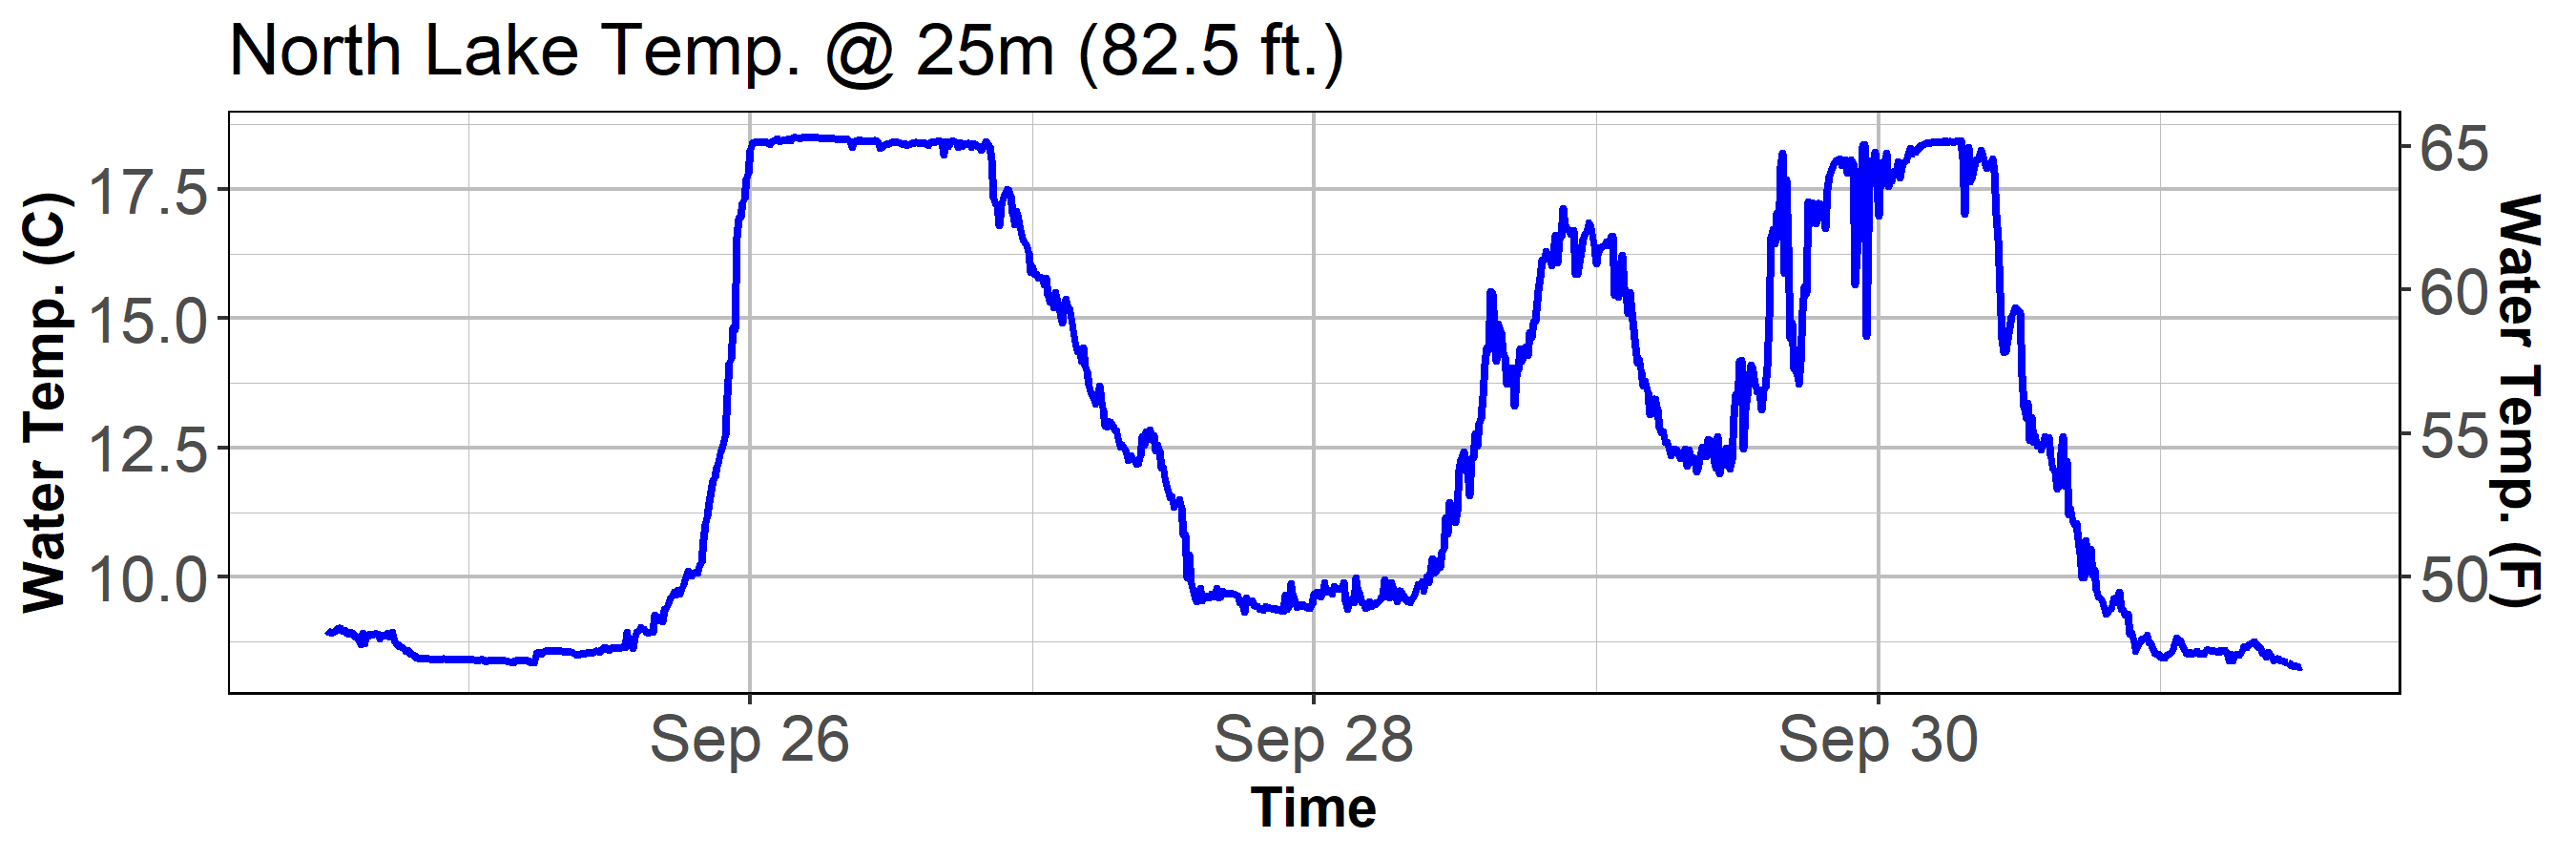 North Lake Temp. @ 25m (82.5 ft.)
Water Temp. (C)
17.5
15.0
12.5
10.0
65
60
55
50
Water Temp. (F)
Sep 26
Sep 28
Sep 30
Time